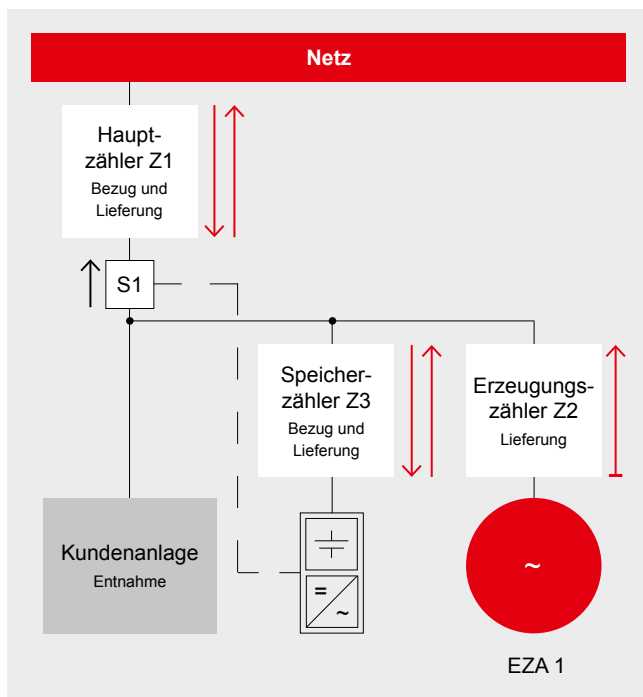 Netz
Haupt-
zähler Z1
Bezug und
Lieferung
S1
Speicher-
zähler Z3
Bezug und
Lieferung
Erzeugungs-
zähler Z2
Lieferung
Kundenanlage
Entnahme
=
~
~
EZA 1